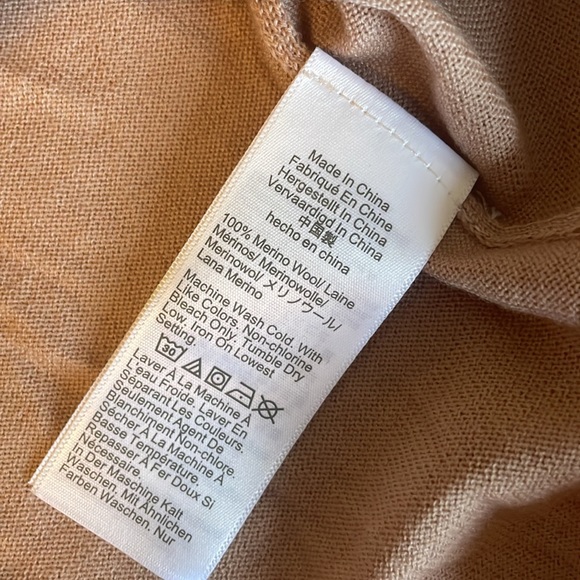 Made In China
Fabriqué En Chine
Hergestellt In China
Vervaardigd In China
中国製
hecho en china
100% Merino Wool/ Laine
Mérinos/ Merinowolle/
Merinowol/ メリノウール/
Lana Merino
Machine Wash Cold. With
Like Colors. Non-chlorine
Bleach Only. Tumble Dry
Low. Iron On Lowest
Setting.
Laver À La Machine À
L'eau Froide. Laver En
Séparant Les Couleurs.
Seulement Agent De
Blanchiment Non-chlore.
Sécher À La Machine À
Basse Température.
Repasser À Fer Doux Si
Nécessaire.
In Der Maschine Kalt
Waschen. Mit Ähnlichen
Farben Waschen. Nur